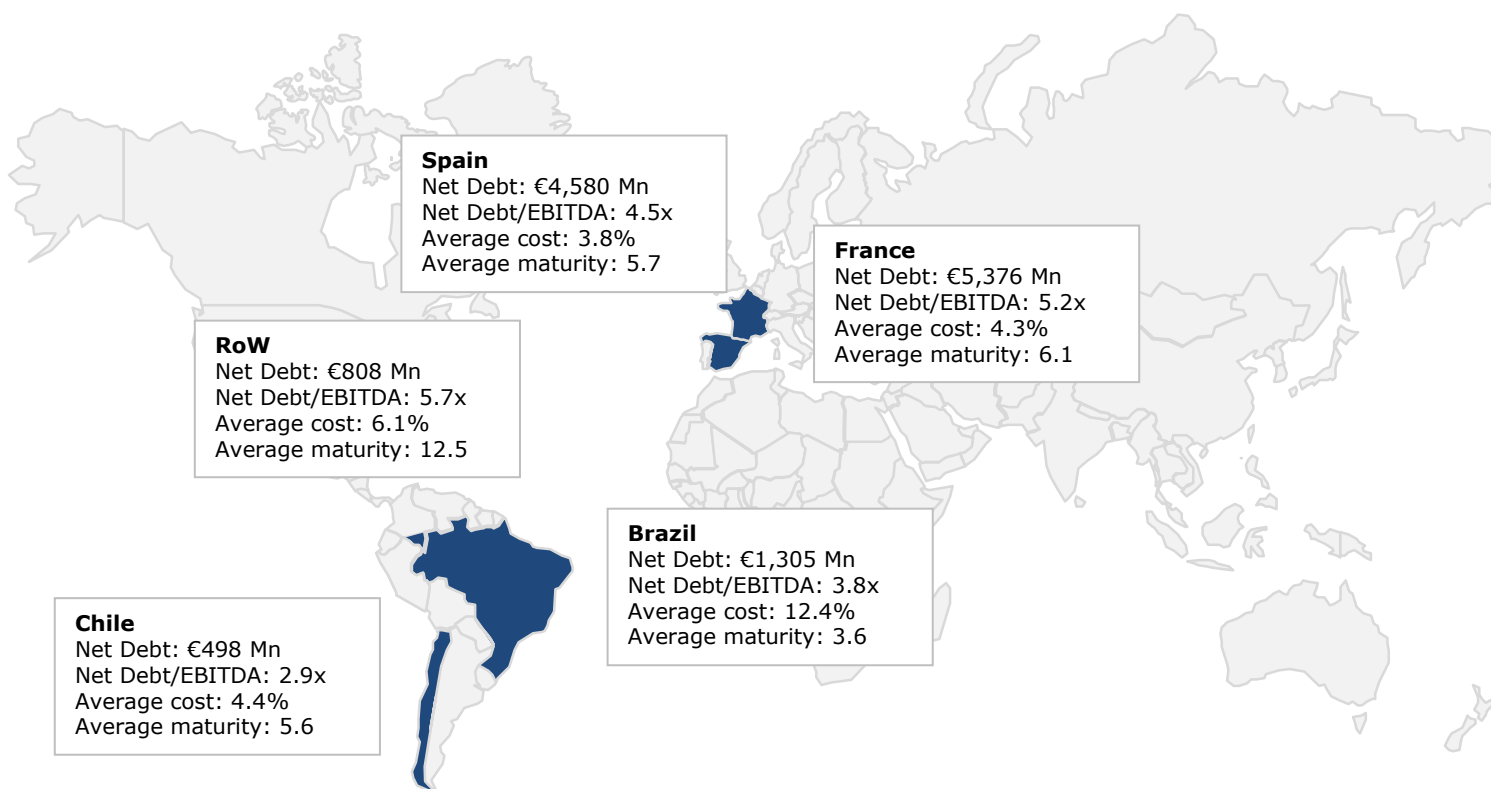 Spain
Net Debt: €4,580 Mn
Net Debt/EBITDA: 4.5x
Average cost: 3.8%
Average maturity: 5.7
France
Net Debt: €5,376 Mn
Net Debt/EBITDA: 5.2x
Average cost: 4.3%
Average maturity: 6.1
RoW
Net Debt: €808 Mn
Net Debt/EBITDA: 5.7x
Average cost: 6.1%
Average maturity: 12.5
Brazil
Net Debt: €1,305 Mn
Net Debt/EBITDA: 3.8x
Average cost: 12.4%
Average maturity: 3.6
Chile
Net Debt: €498 Mn
Net Debt/EBITDA: 2.9x
Average cost: 4.4%
Average maturity: 5.6